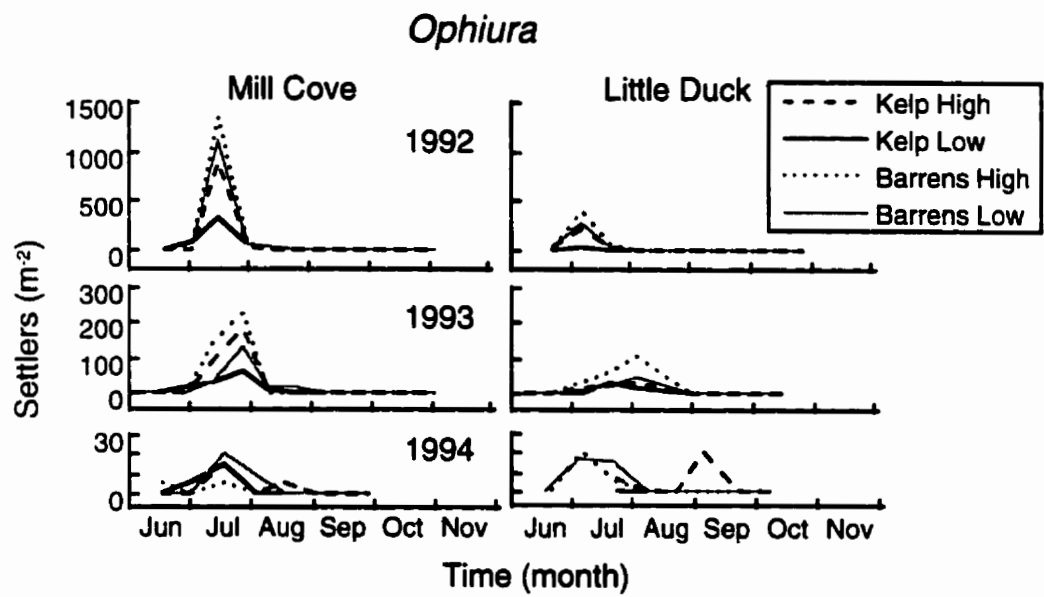 Ophiura
Mill Cove
Little Duck
Kelp High
Kelp Low
Barrens High
Barrens Low
1992
1500
1000
500
0
1993
300
200
100
0
1994
30
0
Settlers (m-2)
Jun Jul Aug Sep Oct Nov
Jun Jul Aug Sep Oct Nov
Time (month)